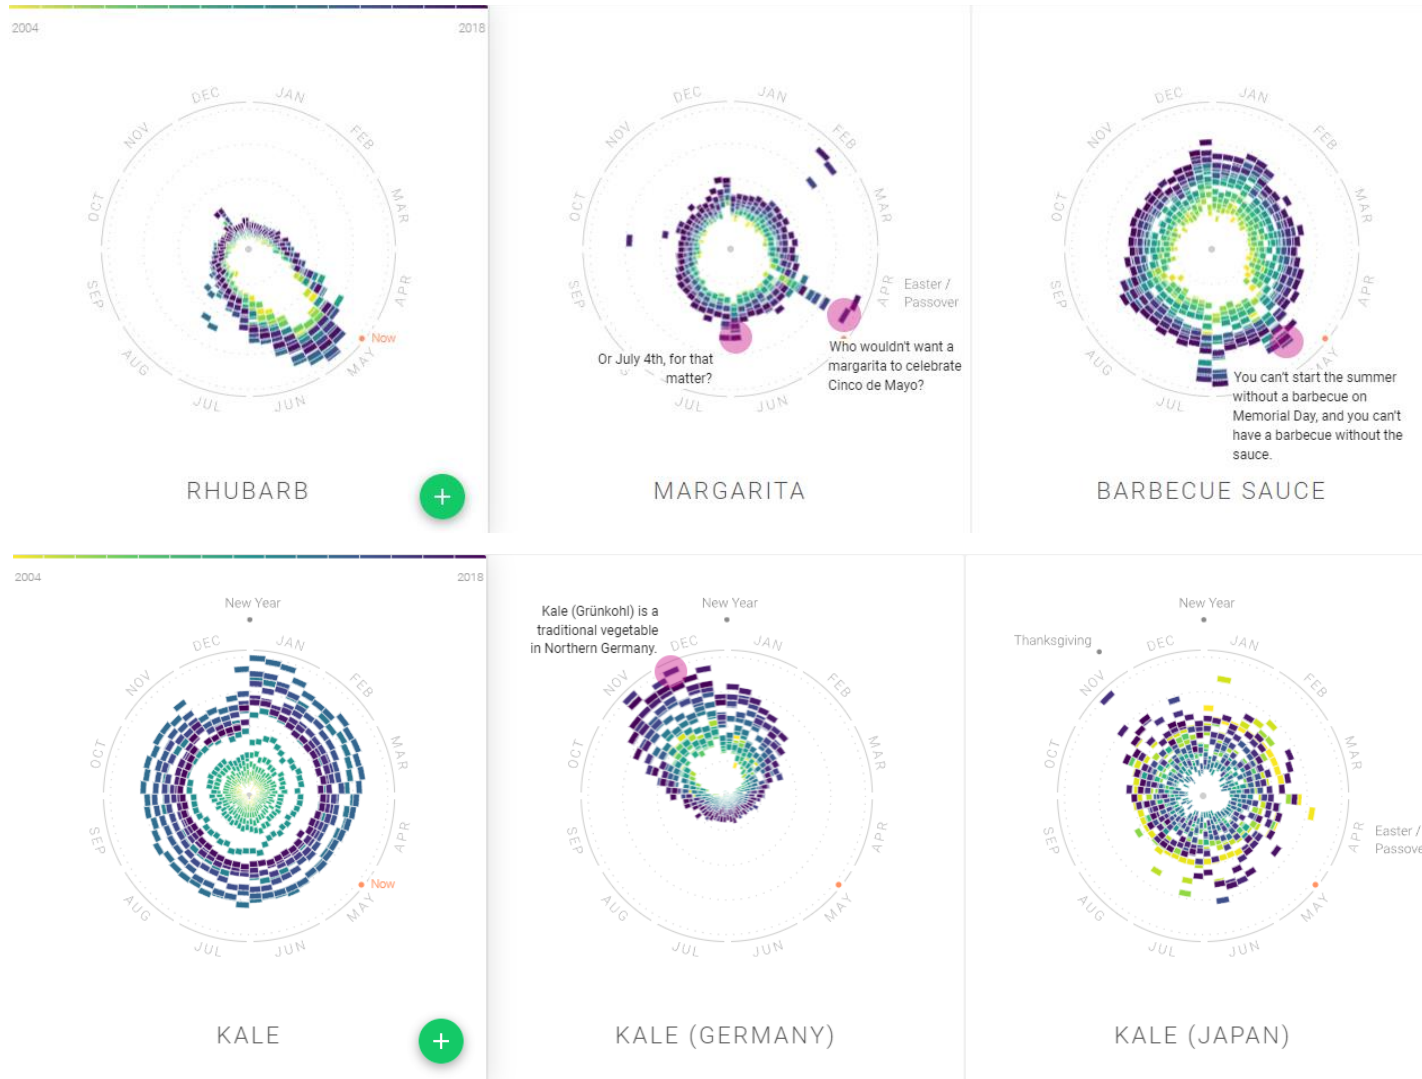 2004
2018
DEC
JAN
NOV
FEB
OCT
MAR
SEP
APR
Now
AUG
MAY
JUL
JUN
RHUBARB
+
DEC
JAN
NOV
FEB
OCT
MAR
SEP
APR
Easter /
Passover
Or July 4th, for that
matter?
Who wouldn't want a
margarita to celebrate
Cinco de Mayo?
JUL
JUN
MARGARITA
DEC
JAN
NOV
FEB
OCT
MAR
SEP
APR
AUG
MAY
JUL
You can't start the summer
without a barbecue on
Memorial Day, and you can't
have a barbecue without the
sauce.
BARBECUE SAUCE
2004
2018
New Year
DEC
JAN
NOV
FEB
OCT
MAR
SEP
APR
Now
AUG
MAY
JUL
JUN
KALE
+
Kale (Grünkohl) is a
traditional vegetable
in Northern Germany.
New Year
DEC
JAN
NOV
FEB
OCT
MAR
SEP
APR
AUG
MAY
JUL
JUN
KALE (GERMANY)
New Year
Thanksgiving
DEC
JAN
NOV
FEB
OCT
MAR
SEP
APR
Easter /
Passove
AUG
MAY
JUL
JUN
KALE (JAPAN)